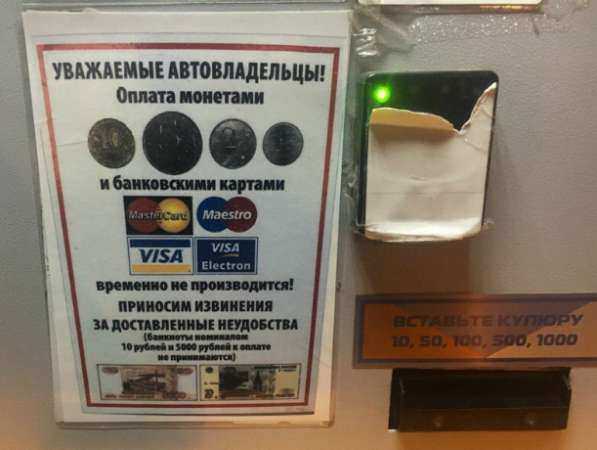 УВАЖАЕМЫЕ АВТОВЛАДЕЛЬЦЫ!
Оплата монетами
и банковскими картами
MasterCard Maestro
VISA VISA
Electron
временно не производится!
ПРИНОСИМ ИЗВИНЕНИЯ
ЗА ДОСТАВЛЕННЫЕ НЕУДОБСТВА
(банкноты номиналом
10 рублей и 5000 рублей к оплате
не принимаются)
ВСТАВЬТЕ КУПЮРУ
10, 50, 100, 500, 1000